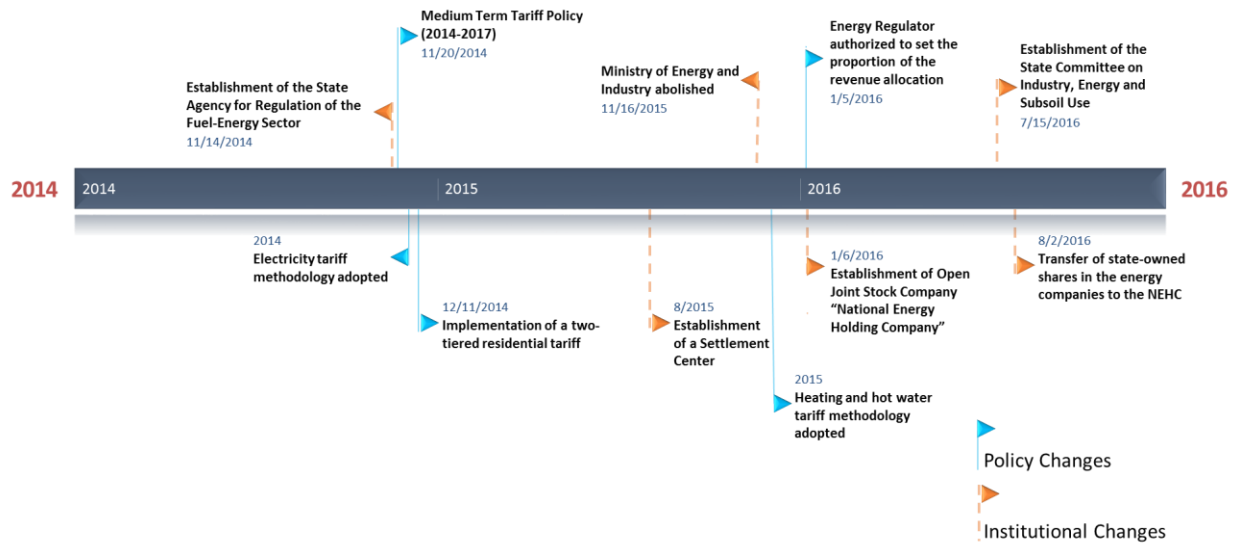 Medium Term Tariff Policy
(2014-2017)
11/20/2014
Establishment of the State
Agency for Regulation of the
Fuel-Energy Sector
11/14/2014
Ministry of Energy and
Industry abolished
11/16/2015
Energy Regulator
authorized to set the
proportion of the
revenue allocation
1/5/2016
Establishment of the
State Committee on
Industry, Energy and
Subsoil Use
7/15/2016
2014
2014
2015
2016
2016
2014
Electricity tariff
methodology adopted
12/11/2014
Implementation of a two-
tiered residential tariff
8/2015
Establishment
of a Settlement
Center
2015
Heating and hot water
tariff methodology
adopted
1/6/2016
Establishment of Open
Joint Stock Company
“National Energy
Holding Company”
8/2/2016
Transfer of state-owned
shares in the energy
companies to the NEHC
Policy Changes
Institutional Changes